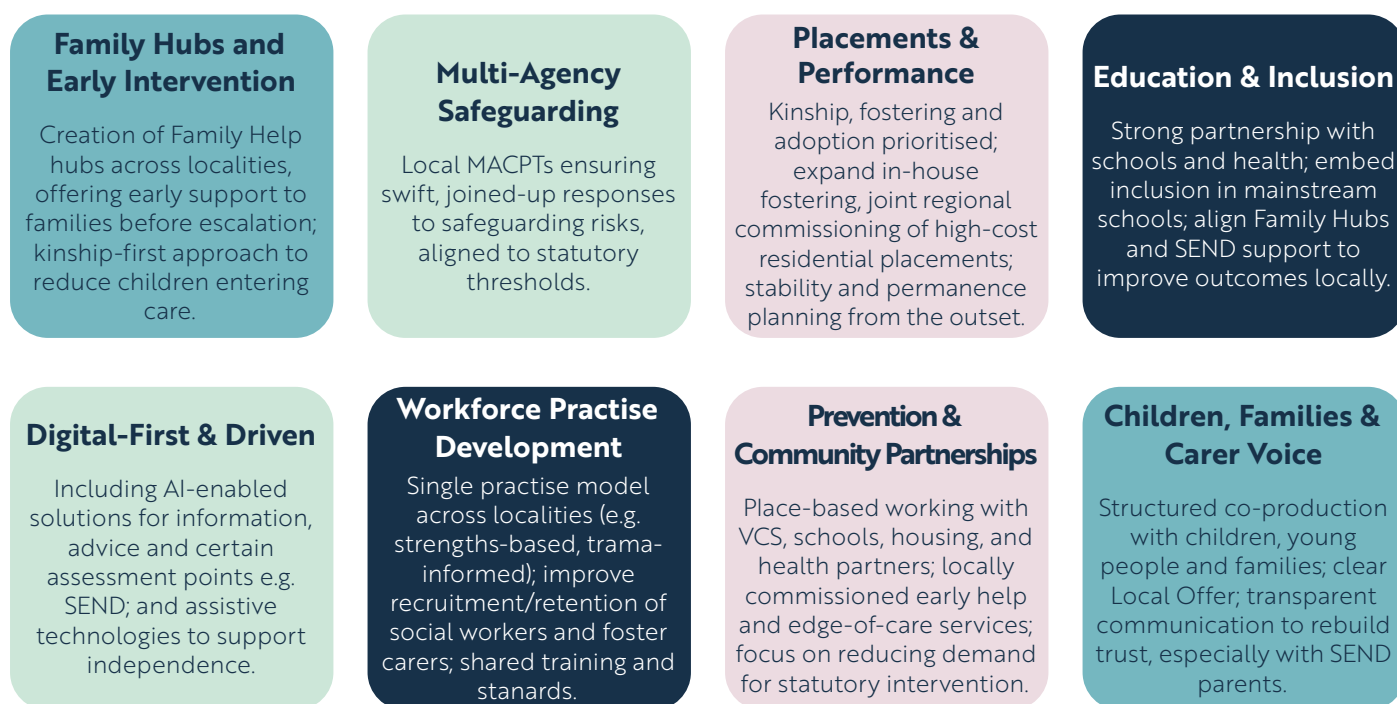 Family Hubs and
Early Intervention
Creation of Family Help
hubs across localities,
offering early support to
families before escalation;
kinship-first approach to
reduce children entering
care.
Multi-Agency
Safeguarding
Local MACPTs ensuring
swift, joined-up responses
to safeguarding risks,
aligned to statutory
thresholds.
Placements &
Performance
Kinship, fostering and
adoption prioritised;
expand in-house
fostering, joint regional
commissioning of high-cost
residential placements;
stability and permanence
planning from the outset.
Education & Inclusion
Strong partnership with
schools and health; embed
inclusion in mainstream
schools; align Family Hubs
and SEND support to
improve outcomes locally.
Digital-First & Driven
Including AI-enabled
solutions for information,
advice and certain
assessment points e.g.
SEND; and assistive
technologies to support
independence.
Workforce Practise
Development
Single practise model
across localities (e.g.
strengths-based, trama-
informed); improve
recruitment/retention of
social workers and foster
carers; shared training and
stanards.
Prevention &
Community Partnerships
Place-based working with
VCS, schools, housing, and
health partners; locally
commissioned early help
and edge-of-care services;
focus on reducing demand
for statutory intervention.
Children, Families &
Carer Voice
Structured co-production
with children, young
people and families; clear
Local Offer; transparent
communication to rebuild
trust, especially with SEND
parents.